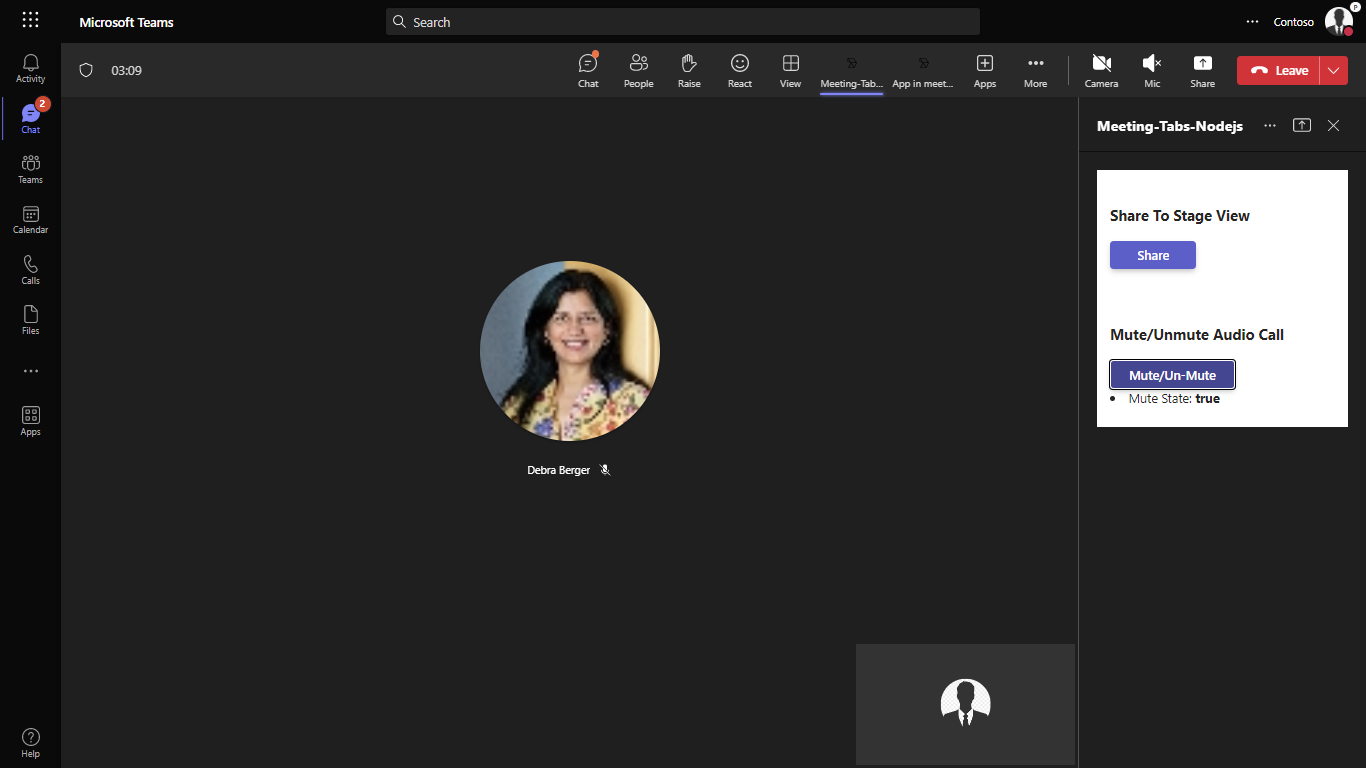 Microsoft Teams
Search
Contoso
P
Activity
2
Chat
Teams
Calendar
Calls
Files
Apps
Help
03:09
Chat
People
Raise
React
View
Meeting-Tab...
App in meet...
Apps
More
Camera
Mic
Share
Leave
Debra Berger
Meeting-Tabs-Nodejs
Share To Stage View
Share
Mute/Unmute Audio Call
Mute/Un-Mute
• Mute State: true